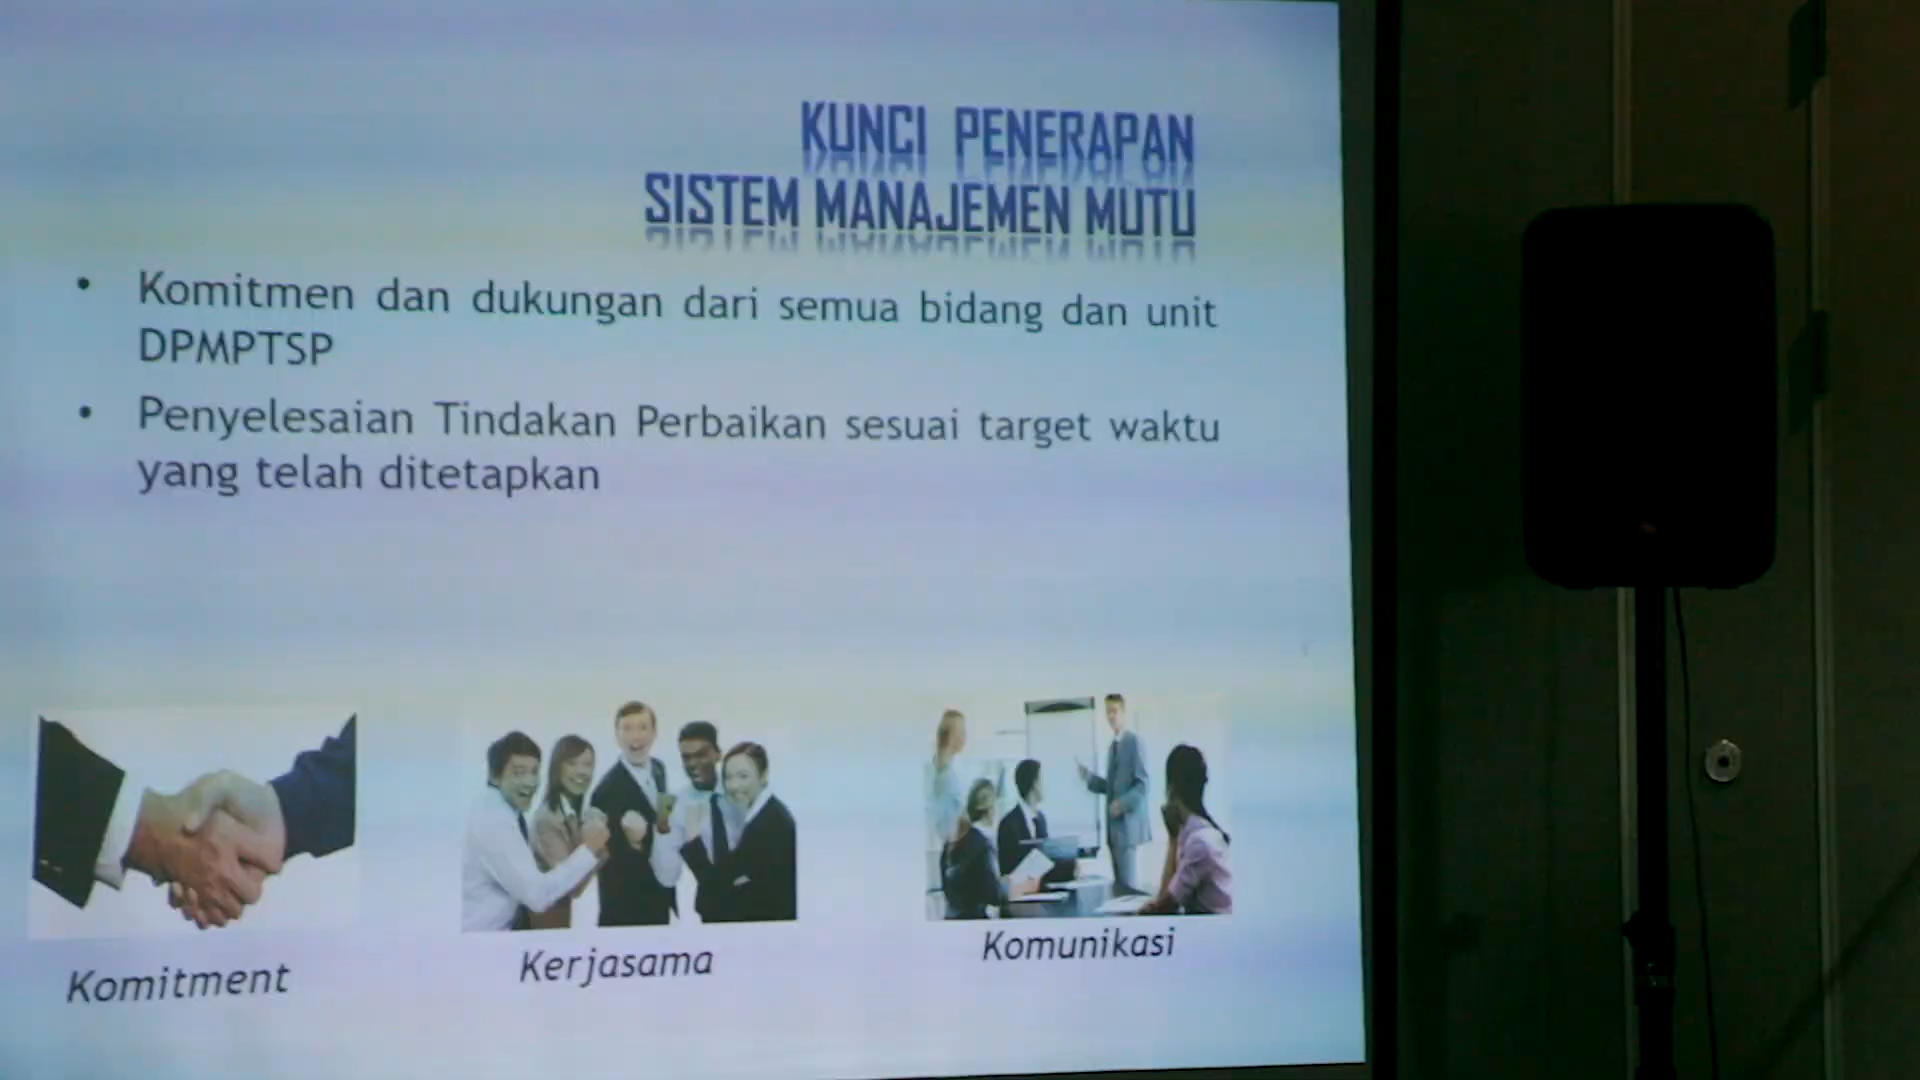 KUNCI PENERAPAN
SISTEM MANAJEMEN MUTU
• Komitmen dan dukungan dari semua bidang dan unit
DPMPTSP
• Penyelesaian Tindakan Perbaikan sesuai target waktu
yang telah ditetapkan
Komitment
Kerjasama
Komunikasi